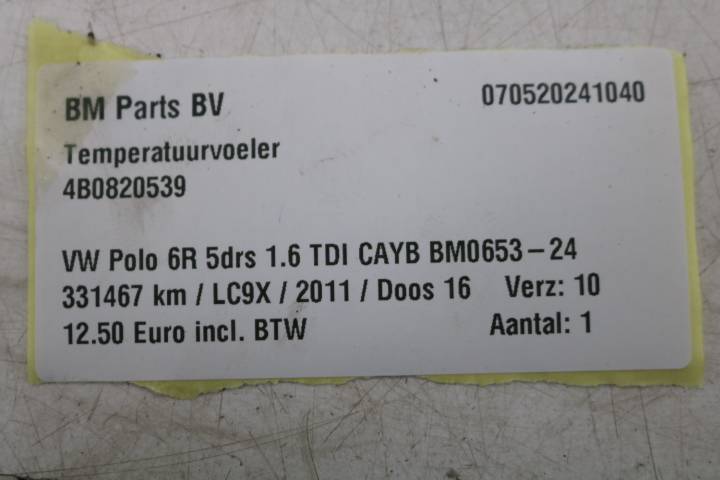 BM Parts BV 070520241040
Temperatuurvoeler
4B0820539
VW Polo 6R 5drs 1.6 TDI CAYB BM0653-24
331467 km / LC9X / 2011 / Doos 16 Verz: 10
12.50 Euro incl. BTW Aantal: 1